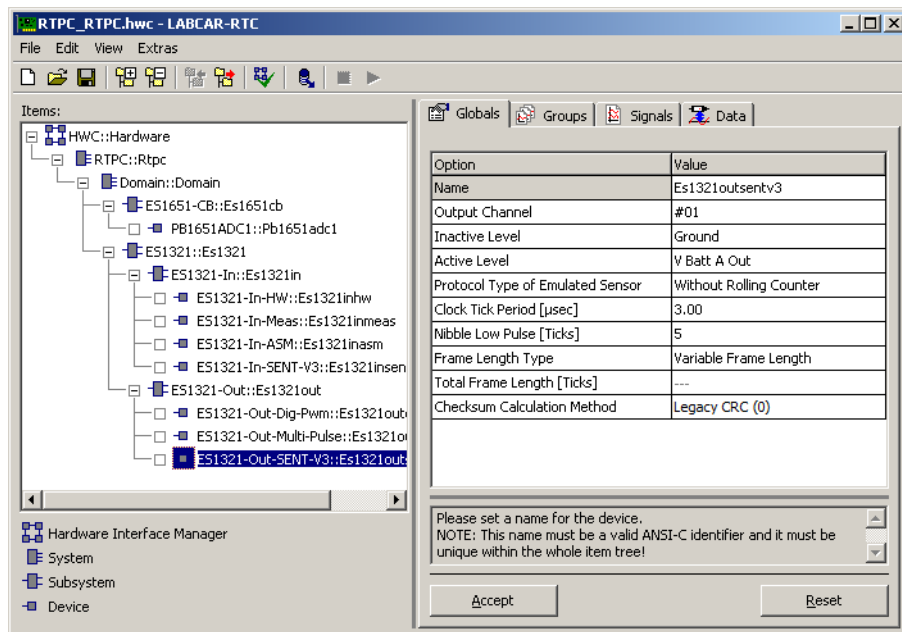 RTPC_RTPC.hwc - LABCAR-RTC
File Edit View Extras
Items:
HWC::Hardware
RTPC::Rtpc
Domain::Domain
ES1651-CB::Es1651cb
PB1651ADC1::Pb1651adc1
ES1321::Es1321
ES1321-In::Es1321in
ES1321-In-HW::Es1321inhw
ES1321-In-Meas::Es1321inmeas
ES1321-In-ASM::Es1321inasm
ES1321-In-SENT-V3::Es1321insen
ES1321-Out::Es1321out
ES1321-Out-Dig-Pwm::Es1321out
ES1321-Out-Multi-Pulse::Es1321o
ES1321-Out-SENT-V3::Es1321out
Hardware Interface Manager
System
Subsystem
Device
Globals Groups Signals Data
Option Value
Name Es1321outsentv3
Output Channel #01
Inactive Level Ground
Active Level V Batt A Out
Protocol Type of Emulated Sensor Without Rolling Counter
Clock Tick Period [µsec] 3.00
Nibble Low Pulse [Ticks] 5
Frame Length Type Variable Frame Length
Total Frame Length [Ticks] ---
Checksum Calculation Method Legacy CRC (0)
Please set a name for the device.
NOTE: This name must be a valid ANSI-C identifier and it must be
unique within the whole item tree!
Accept Reset